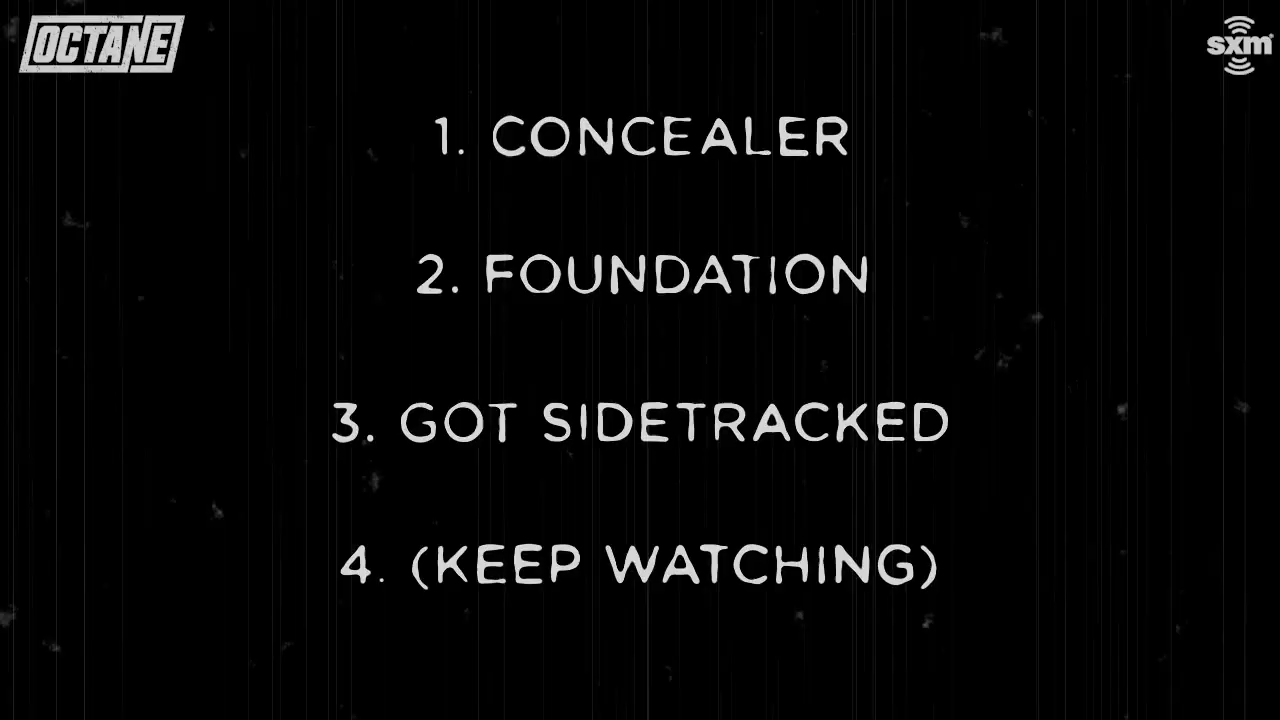 OCTANE
sxm
1. CONCEALER
2. FOUNDATION
3. GOT SIDETRACKED
4. (KEEP WATCHING)